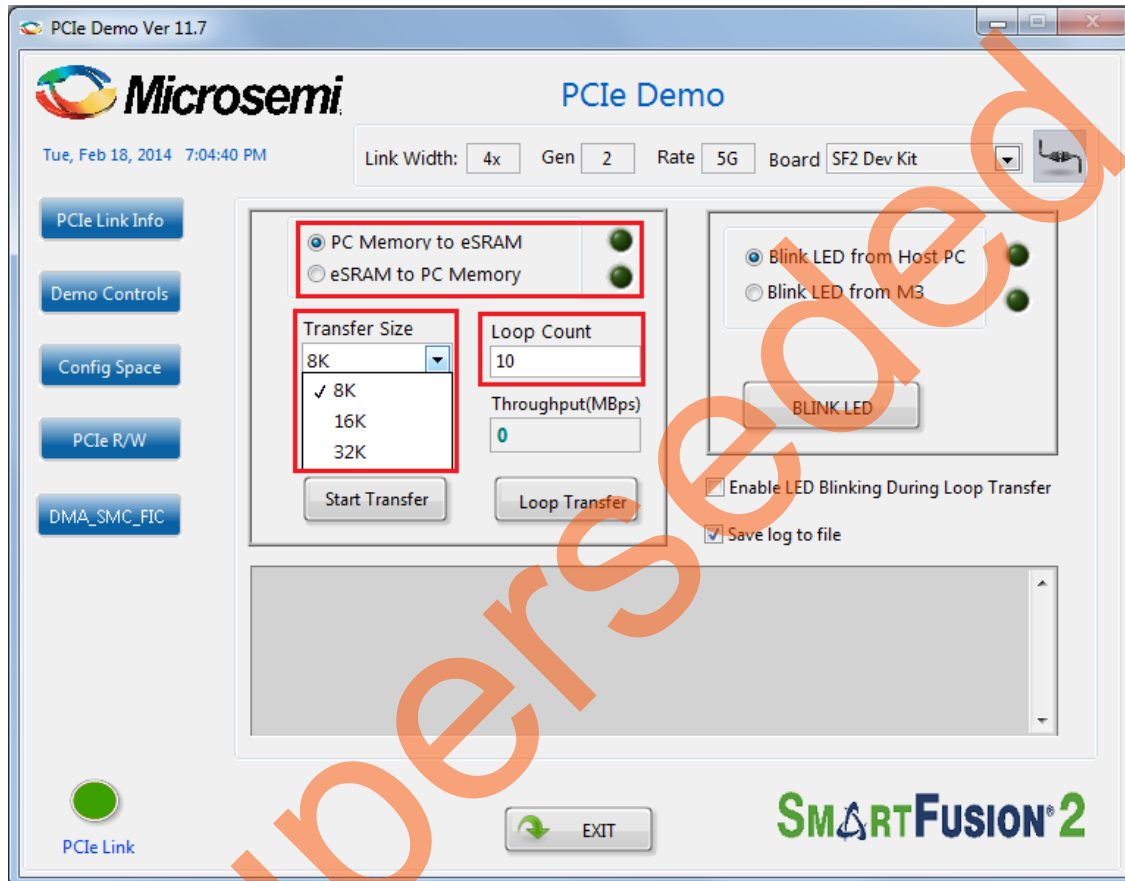 PCIe Demo Ver 11.7
Microsemi
PCIe Demo
Tue, Feb 18, 2014 7:04:40 PM
Link Width: 4x Gen 2 Rate 5G Board SF2 Dev Kit
PCIe Link Info
Demo Controls
Config Space
PCIe R/W
DMA_SMC_FIC
PC Memory to eSRAM
eSRAM to PC Memory
Transfer Size
8K
✓ 8K
16K
32K
Loop Count
10
Throughput(MBps)
0
Start Transfer
Loop Transfer
Blink LED from Host PC
Blink LED from M3
BLINK LED
Enable LED Blinking During Loop Transfer
Save log to file
PCIe Link
EXIT
SMARTFUSION®2
uperseded